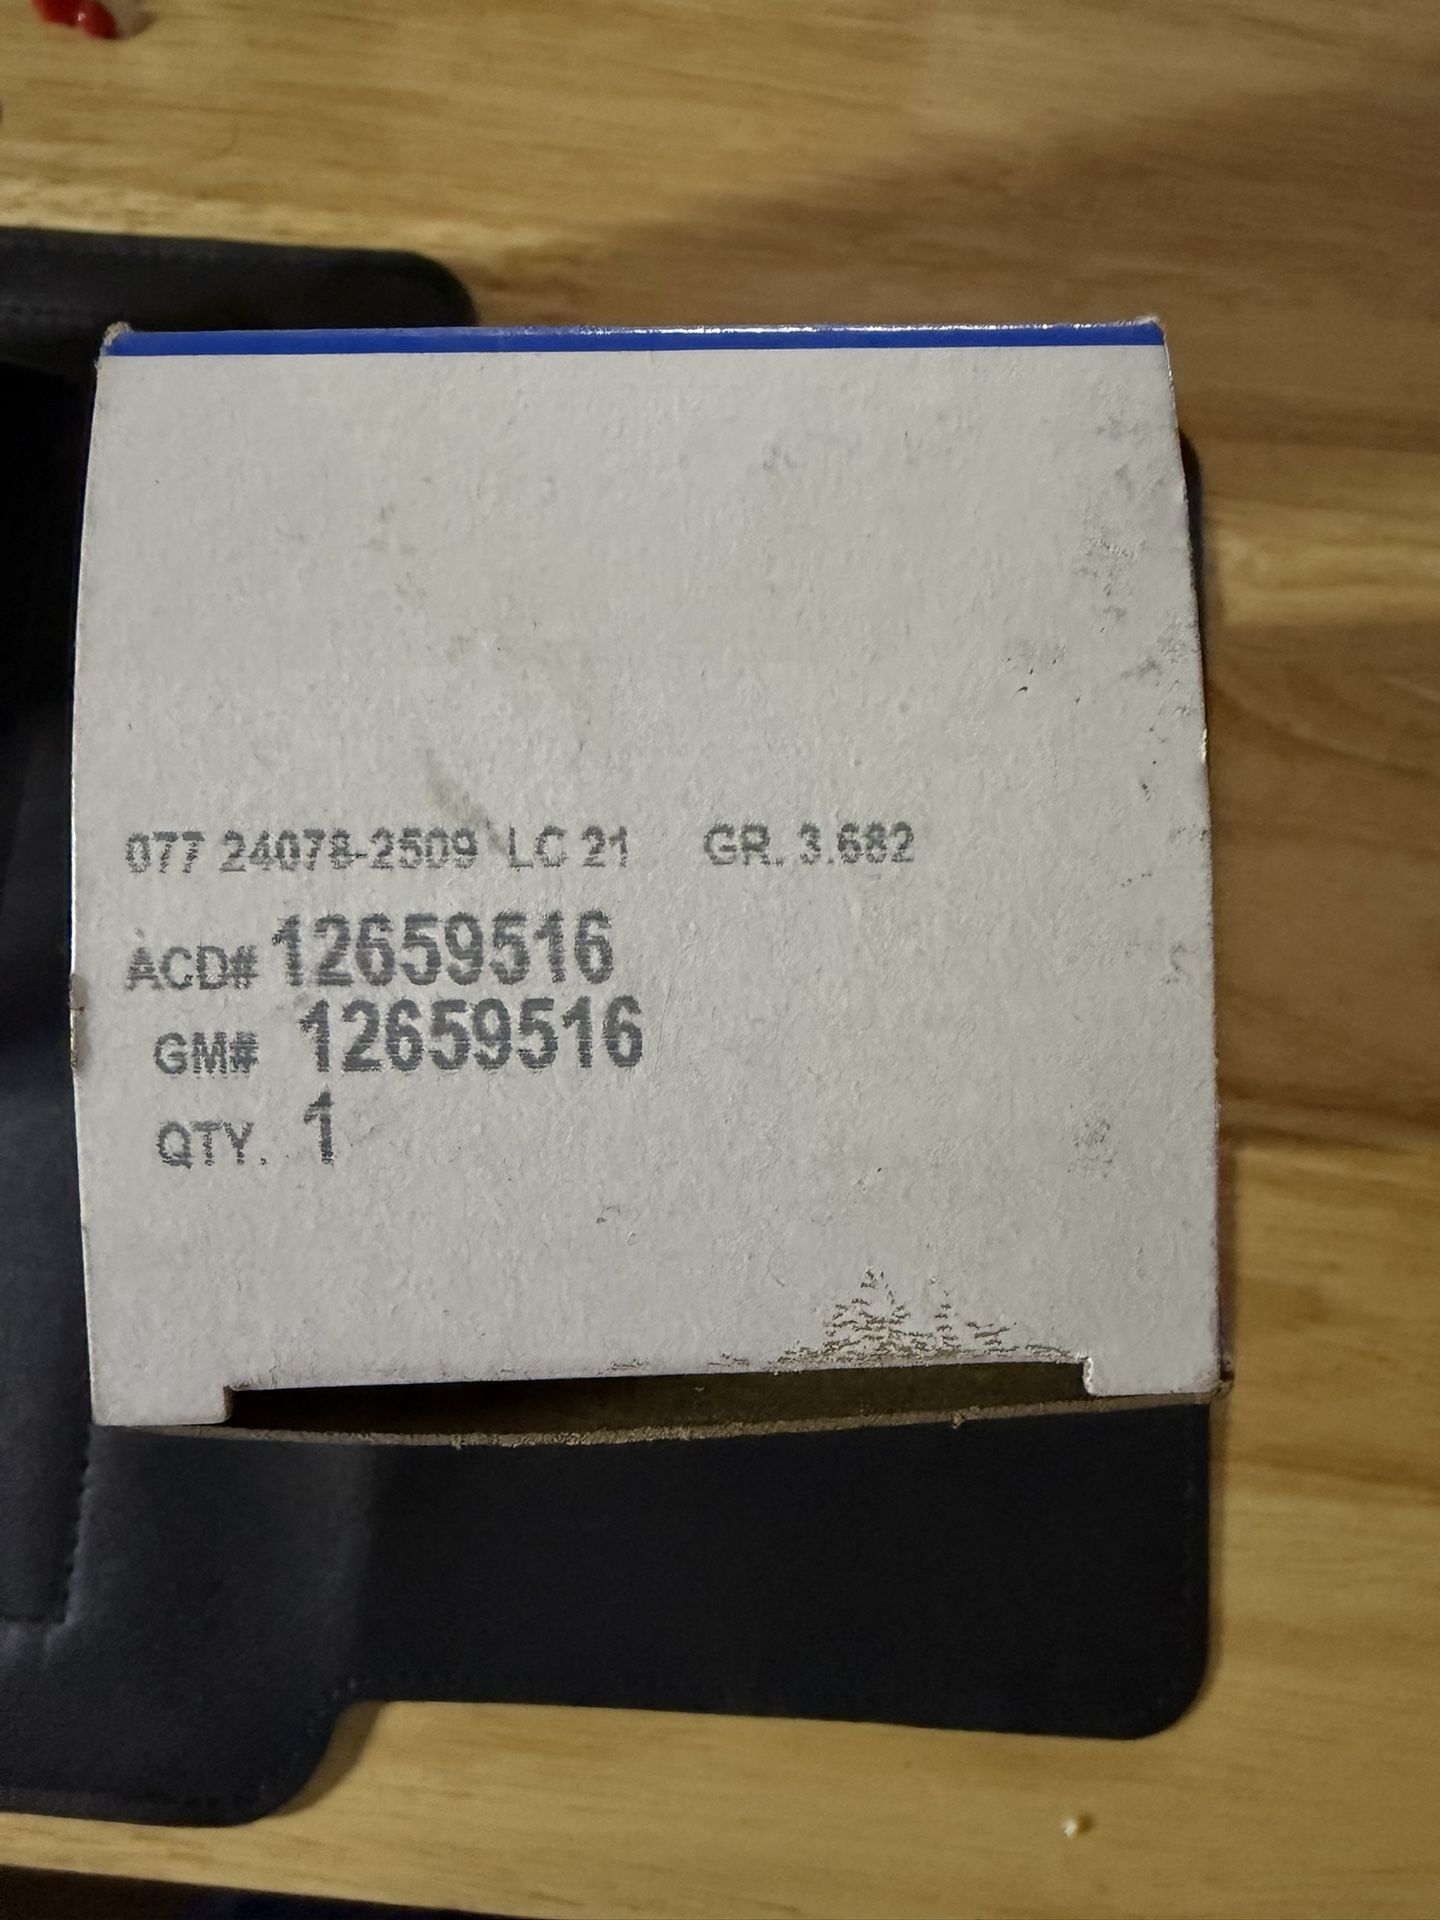 077 24078-2509 LC 21 GR. 3.682
ACD# 12659516
GM# 12659516
QTY. 1